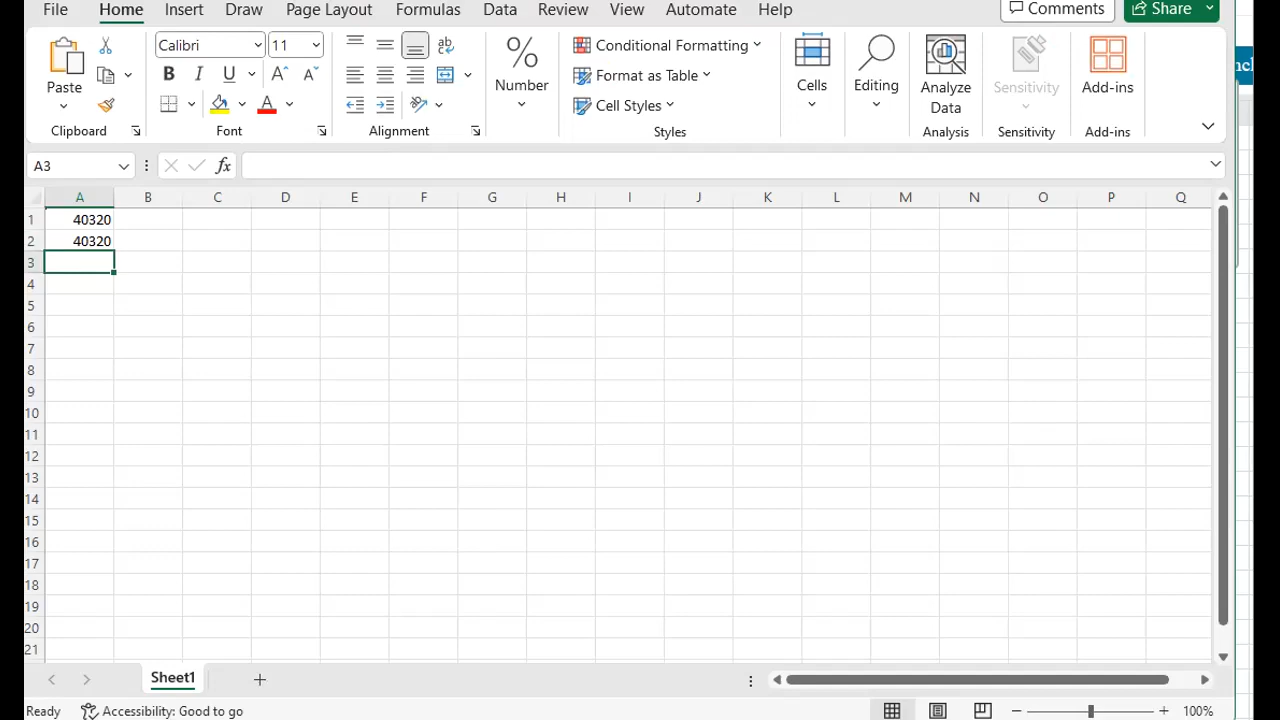 File Home Insert Draw Page Layout Formulas Data Review View Automate Help Comments Share
Calibri 11 Conditional Formatting
Paste B I U A A Number Format as Table Cells Editing Analyze Data Sensitivity Add-ins
A Cell Styles
Clipboard Font Alignment Styles Analysis Sensitivity Add-ins
A3 fx
A B C D E F G H I J K L M N O P Q
1 40320
2 40320
3
4
5
6
7
8
9
10
11
12
13
14
15
16
17
18
19
20
21
Sheet1
Ready Accessibility: Good to go 100%